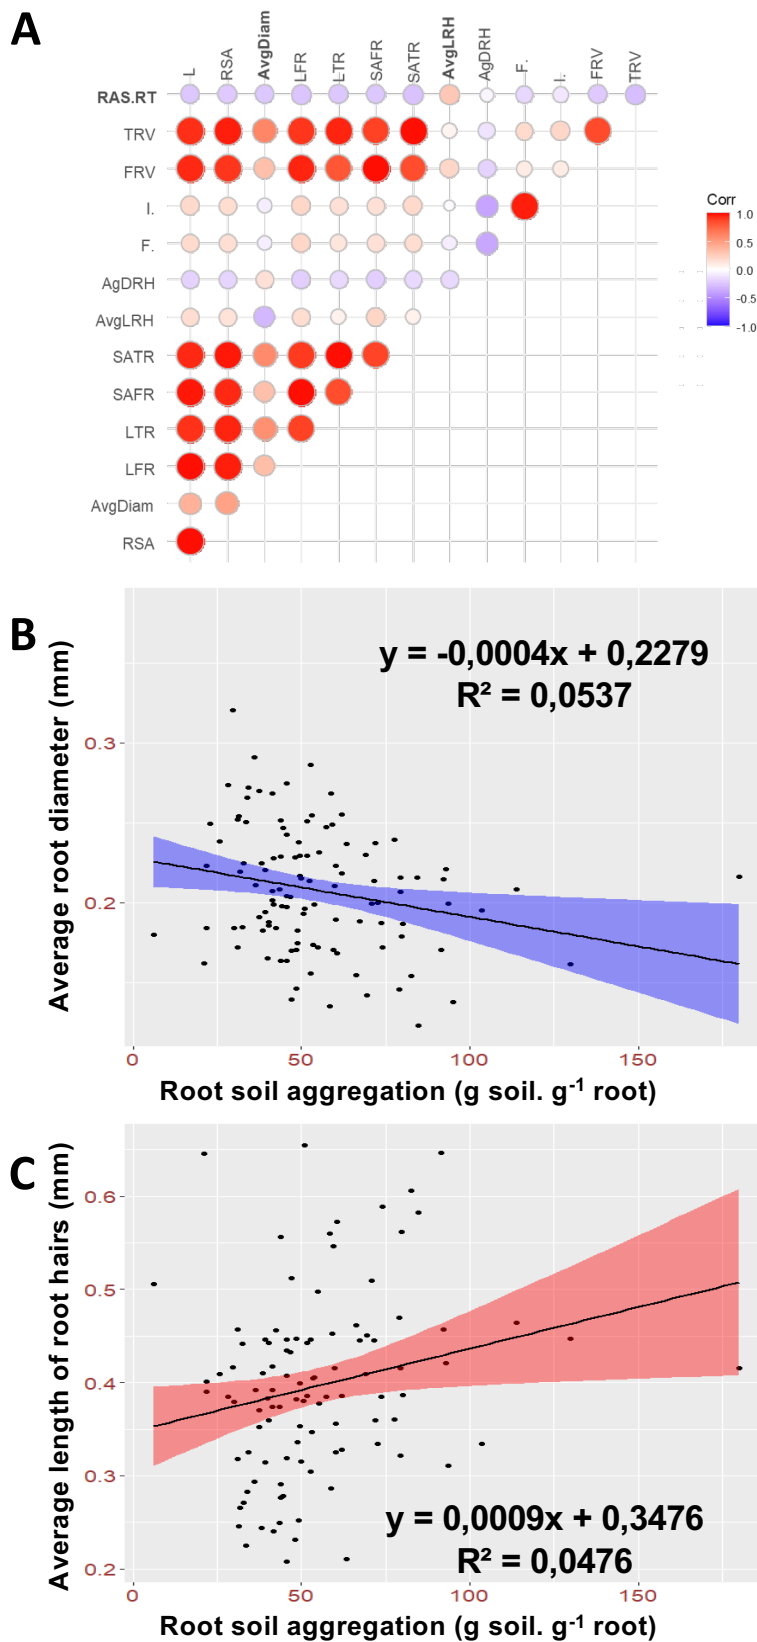 A
L RSA AvgDiam LFR LTR SAFR SATR AvgLRH AgDRH F. I. FRV TRV
RAS.RT
TRV
FRV
I.
F.
AgDRH
AvgLRH
SATR
SAFR
LTR
LFR
AvgDiam
RSA
Corr
1.0
0.5
0.0
-0.5
-1.0
B
y = -0,0004x + 0,2279
R² = 0,0537
Average root diameter (mm)
0.3
0.2
0 50 100 150
Root soil aggregation (g soil. g⁻¹ root)
C
Average length of root hairs (mm)
0.6
0.5
0.4
0.3
0.2
y = 0,0009x + 0,3476
R² = 0,0476
0 50 100 150
Root soil aggregation (g soil. g⁻¹ root)